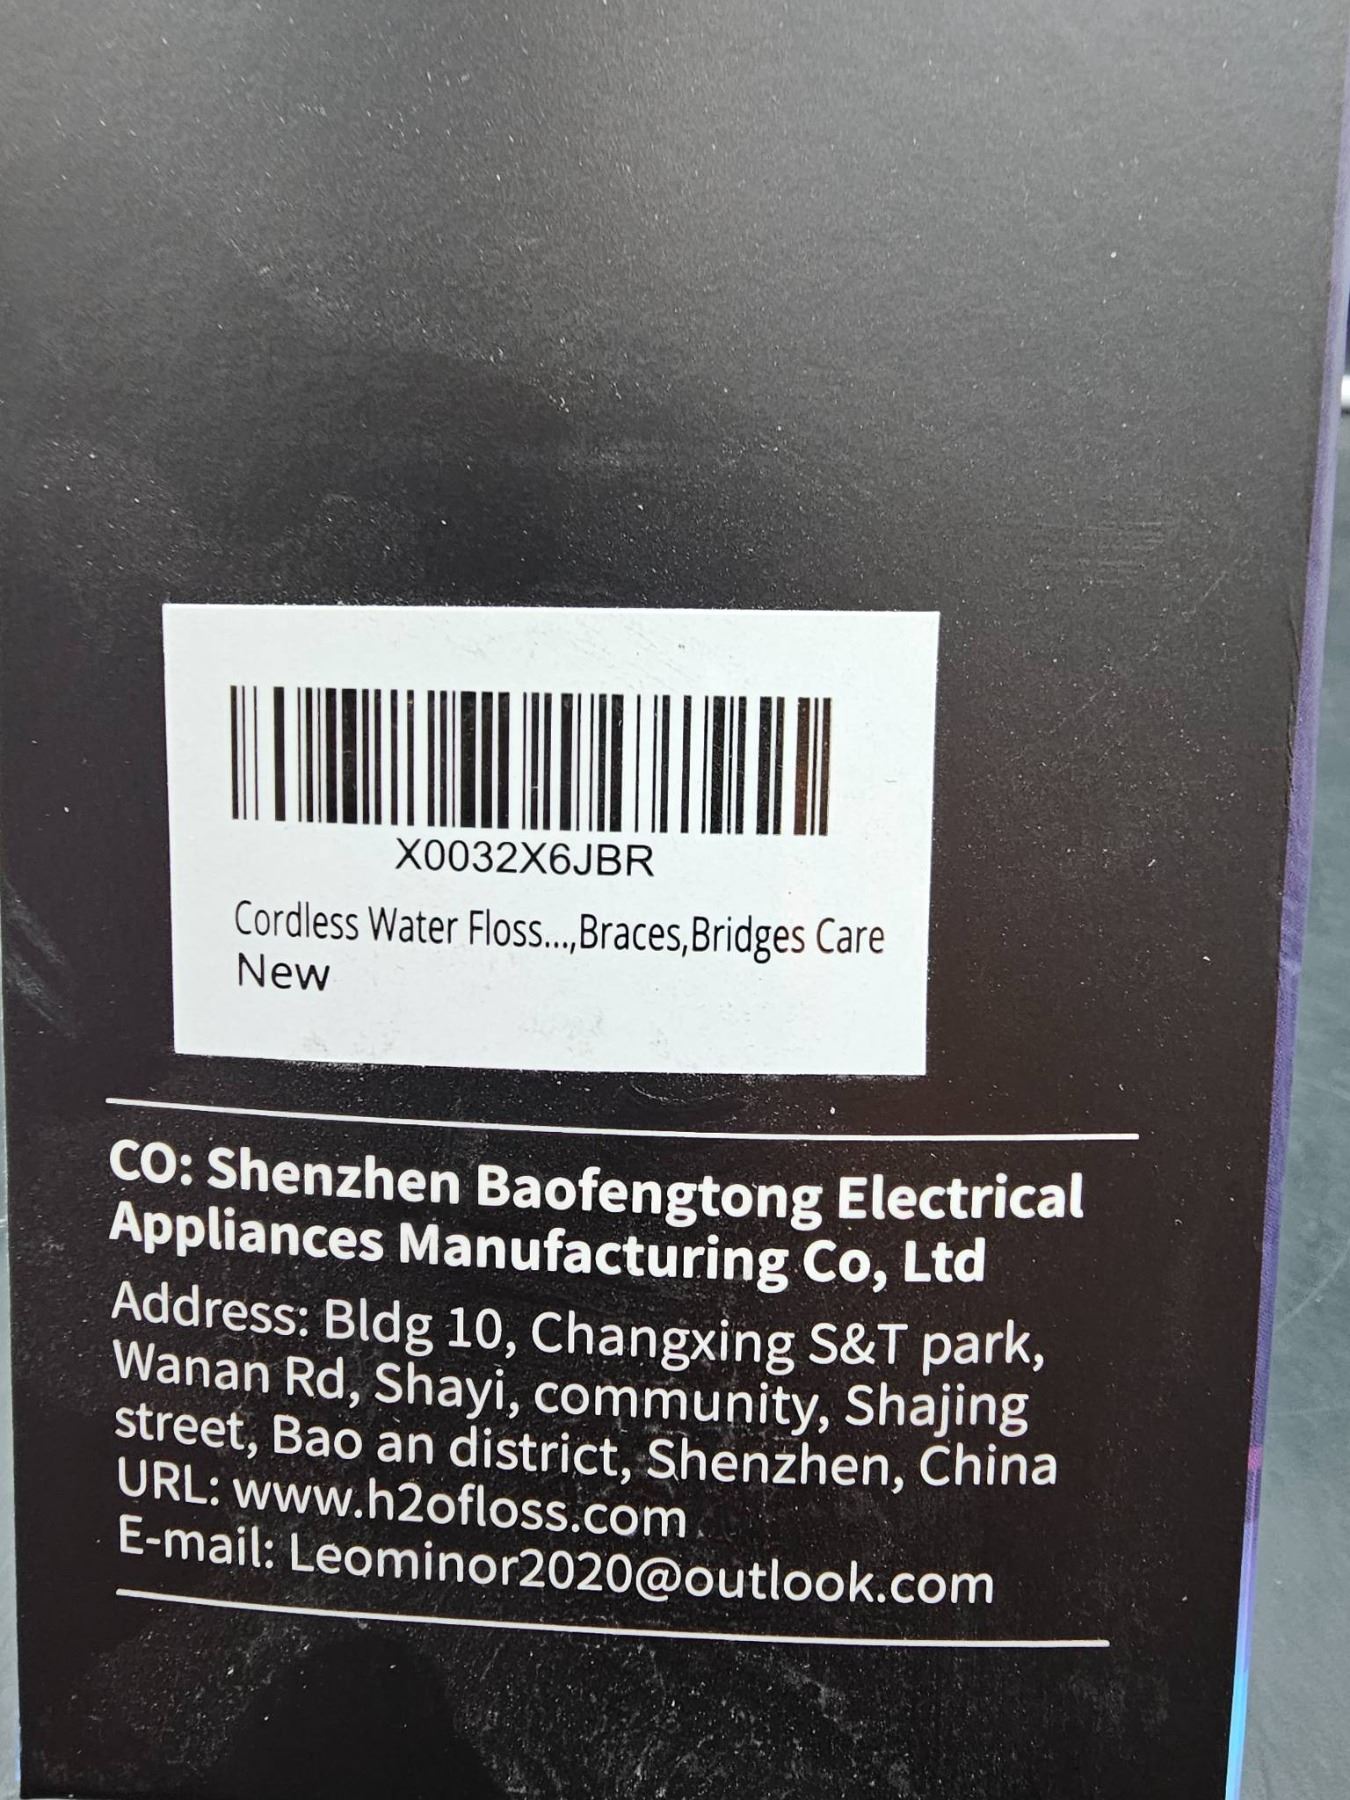 X0032X6JBR
Cordless Water Floss...,Braces,Bridges Care
New
CO: Shenzhen Baofengtong Electrical
Appliances Manufacturing Co, Ltd
Address: Bldg 10, Changxing S&T park,
Wanan Rd, Shayi, community, Shajing
street, Bao an district, Shenzhen, China
URL: www.h2ofloss.com
E-mail: Leominor2020@outlook.com